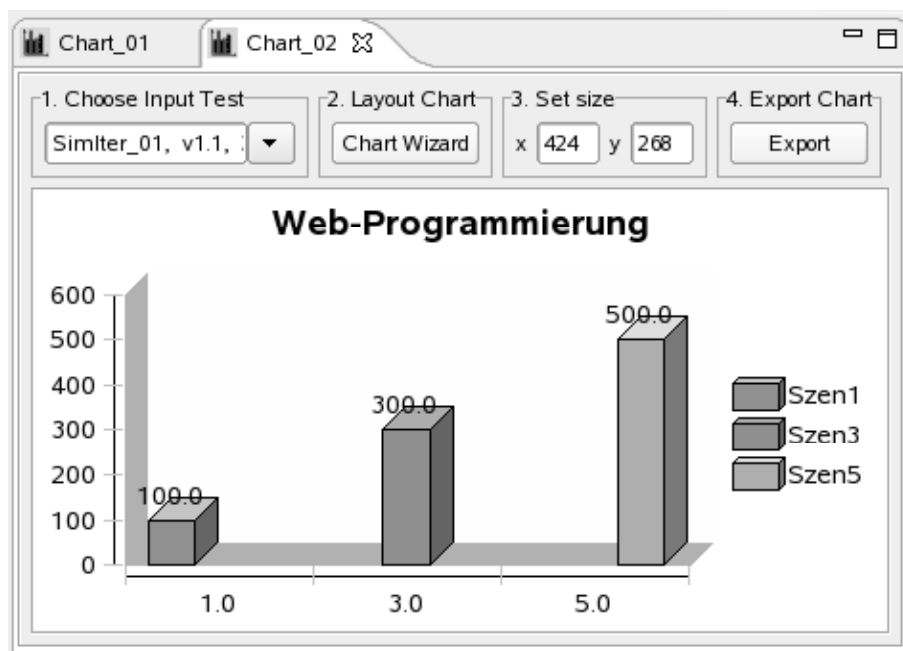 Chart_01 Chart_02
1. Choose Input Test 2. Layout Chart 3. Set size 4. Export Chart
SimIter_01, v1.1, Chart Wizard x 424 y 268 Export
Web-Programmierung
600
500
400
300
200
100
0
100.0
300.0
500.0
1.0 3.0 5.0
Szen1
Szen3
Szen5